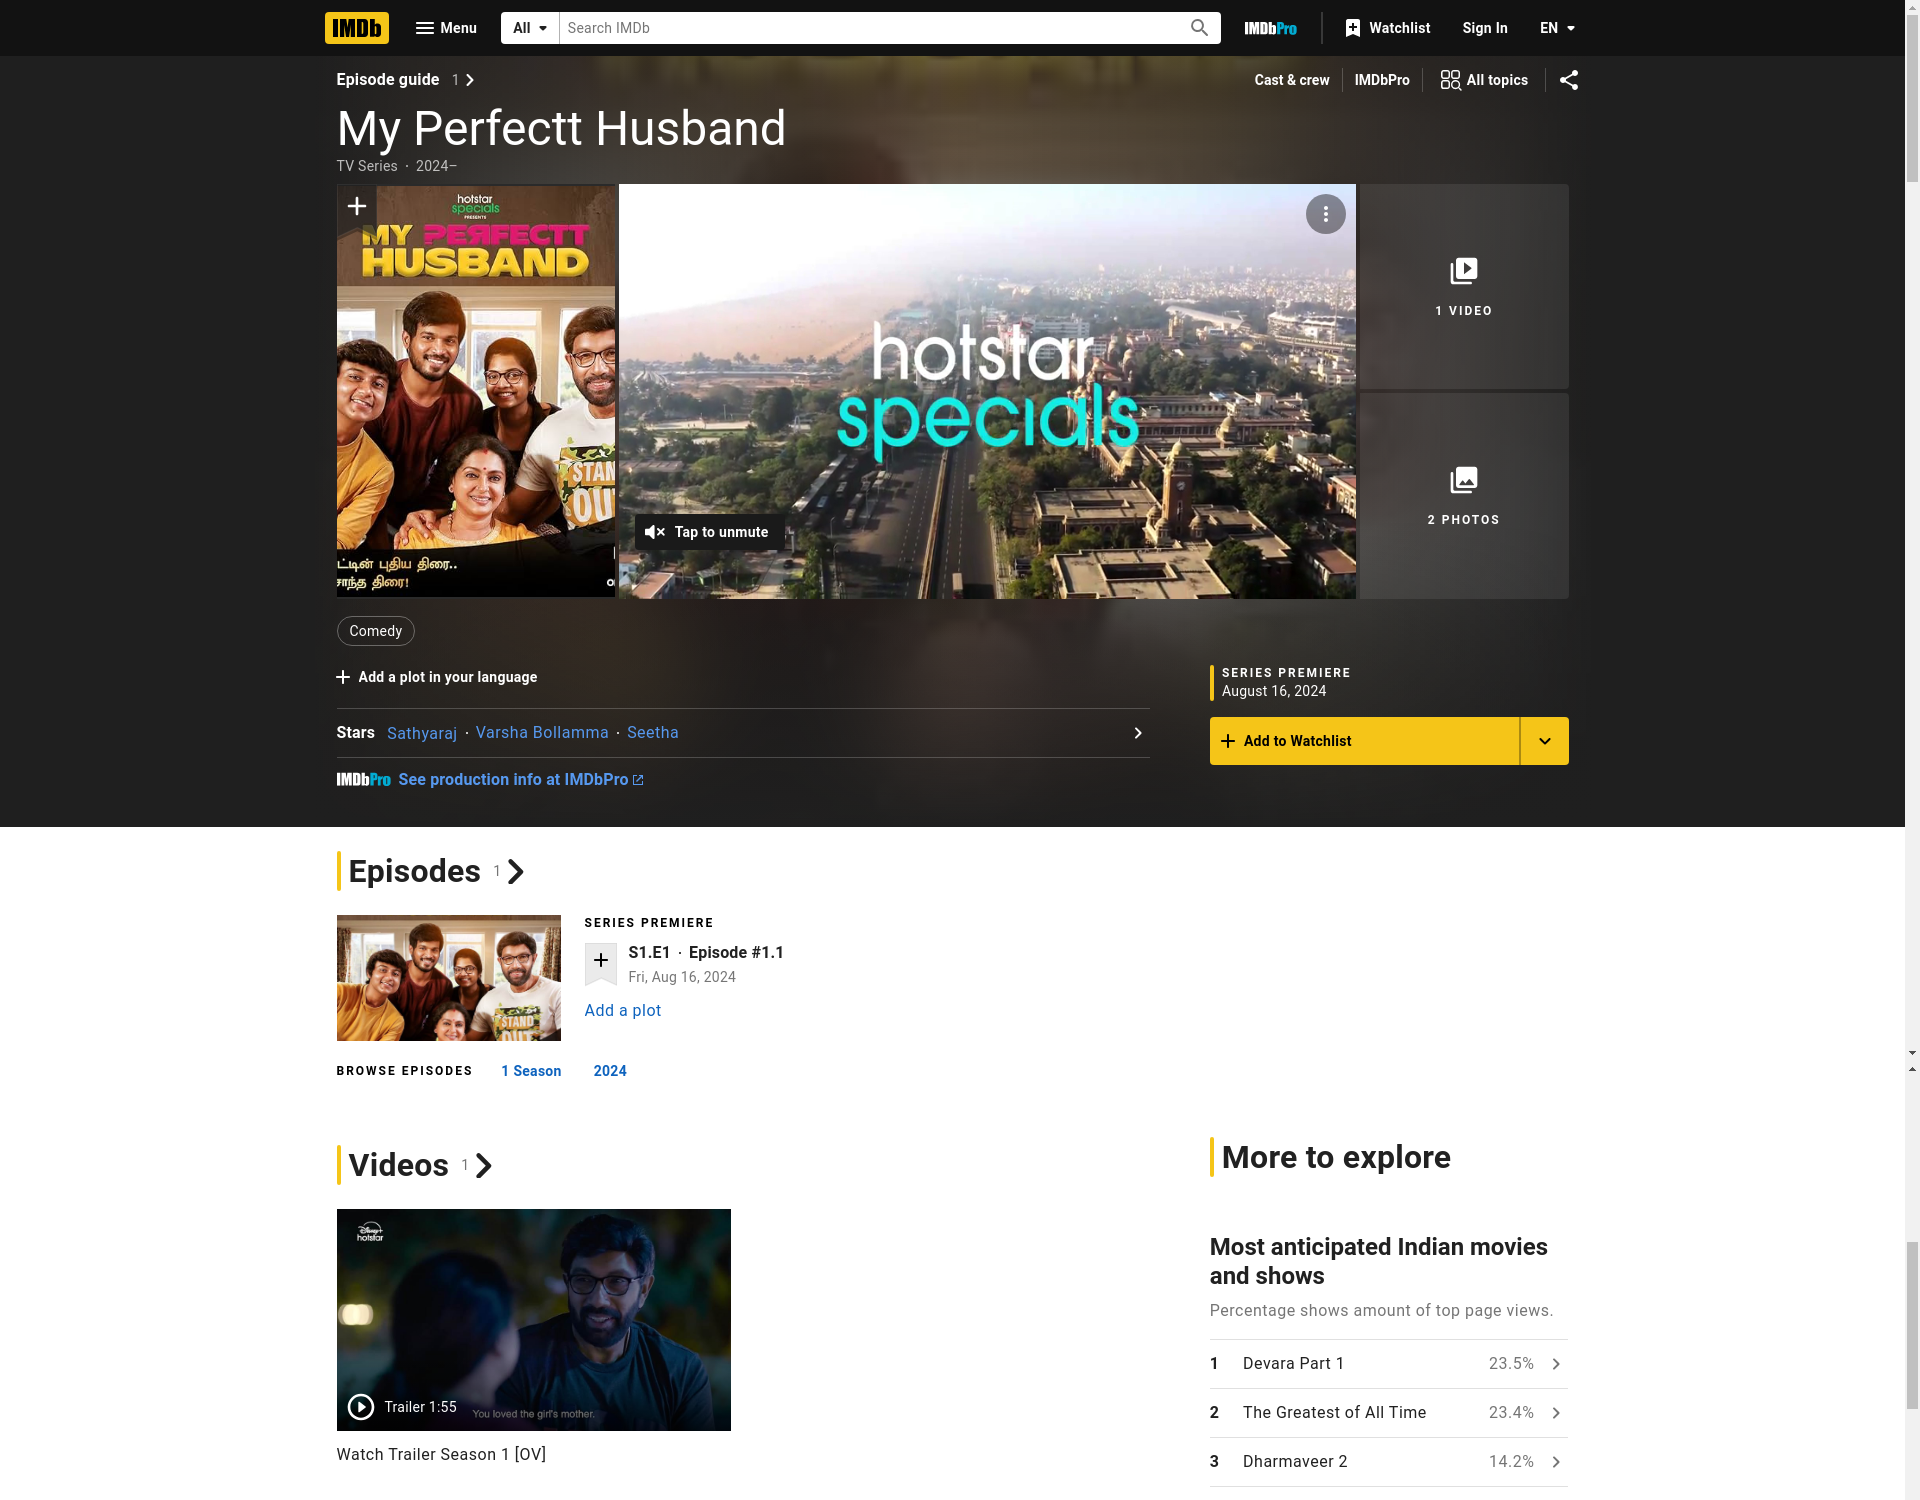 IMDb
Menu
All
Search IMDb
IMDbPro
Watchlist
Sign In
EN
Episode guide 1
Cast & crew
IMDbPro
All topics
My Perfectt Husband
TV Series · 2024–
hotstar
specials
PRESENTS
MY PERFECTT
HUSBAND
STAN
OU
ட்டின் புதிய திரை..
சாந்த திரை!
hotstar
specials
Tap to unmute
1 VIDEO
2 PHOTOS
Comedy
Add a plot in your language
SERIES PREMIERE
August 16, 2024
Add to Watchlist
Stars Sathyaraj · Varsha Bollamma · Seetha
IMDbPro See production info at IMDbPro
Episodes 1
STAND
OUT
SERIES PREMIERE
S1.E1 · Episode #1.1
Fri, Aug 16, 2024
Add a plot
BROWSE EPISODES 1 Season 2024
Videos 1
Disney+
hotstar
Trailer 1:55
You loved the girl's mother.
Watch Trailer Season 1 [OV]
More to explore
Most anticipated Indian movies
and shows
Percentage shows amount of top page views.
1 Devara Part 1 23.5%
2 The Greatest of All Time 23.4%
3 Dharmaveer 2 14.2%